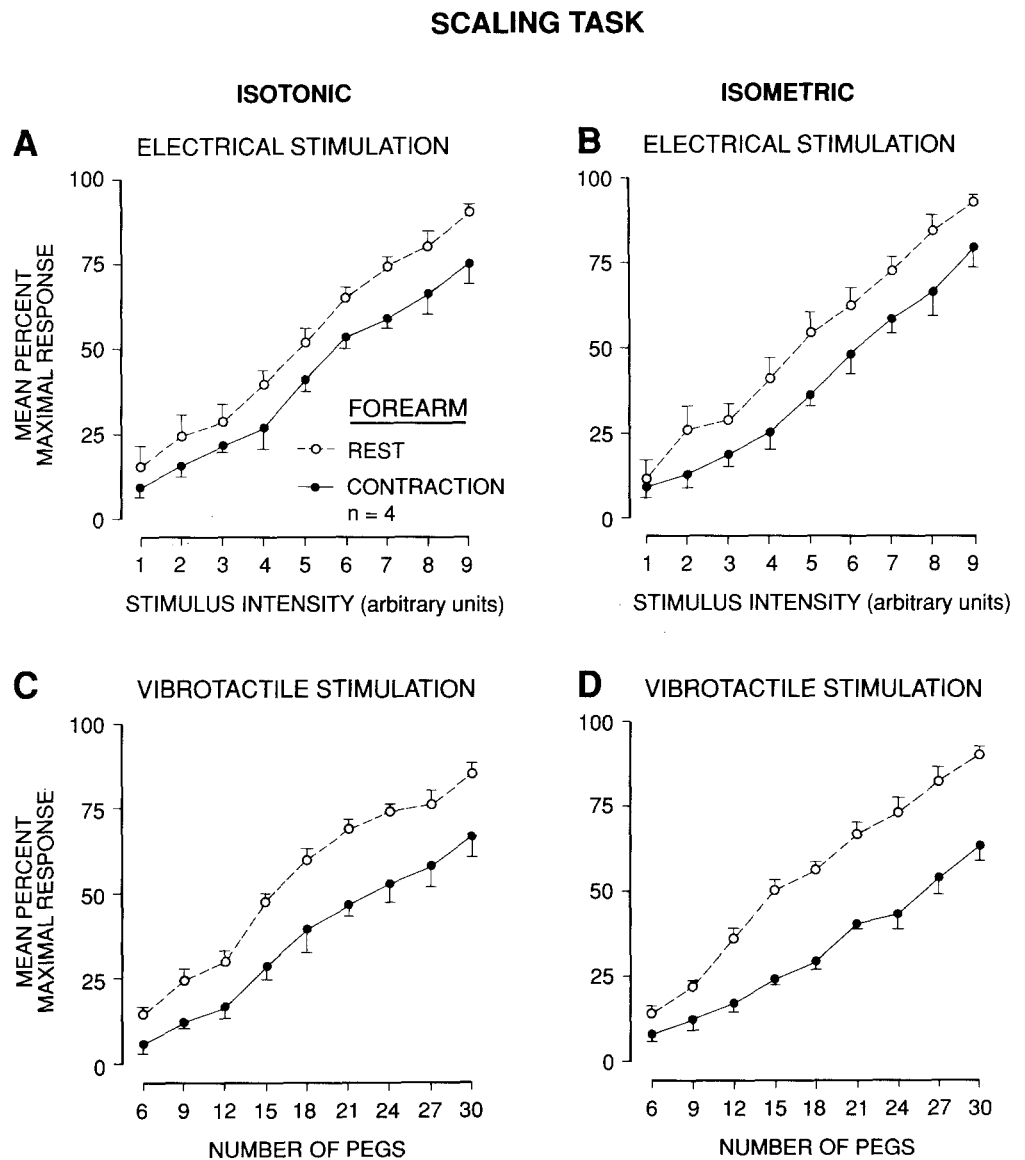 SCALING TASK
ISOTONIC
ISOMETRIC
A
ELECTRICAL STIMULATION
MEAN PERCENT
MAXIMAL RESPONSE
100
75
50
25
0
FOREARM
REST
CONTRACTION
n = 4
1 2 3 4 5 6 7 8 9
STIMULUS INTENSITY (arbitrary units)
B
ELECTRICAL STIMULATION
100
75
50
25
0
1 2 3 4 5 6 7 8 9
STIMULUS INTENSITY (arbitrary units)
C
VIBROTACTILE STIMULATION
MEAN PERCENT
MAXIMAL RESPONSE
100
75
50
25
0
6 9 12 15 18 21 24 27 30
NUMBER OF PEGS
D
VIBROTACTILE STIMULATION
100
75
50
25
0
6 9 12 15 18 21 24 27 30
NUMBER OF PEGS